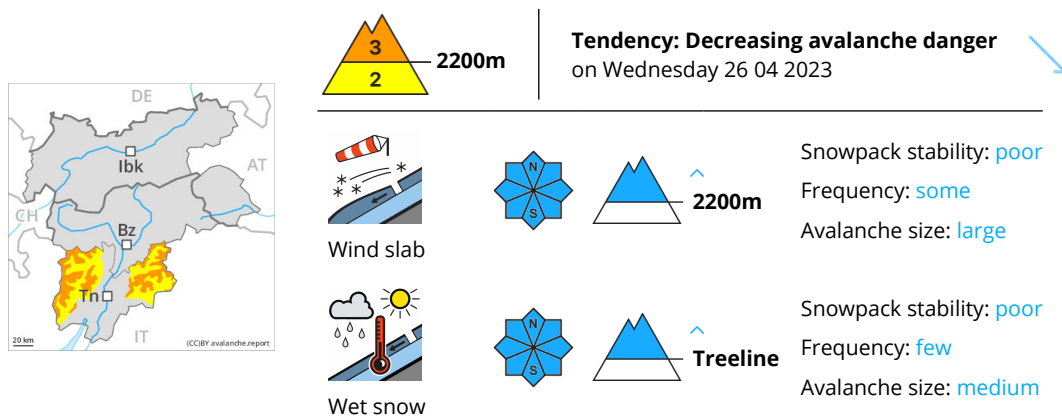 3
2
2200m
Tendency: Decreasing avalanche danger
on Wednesday 26 04 2023
DE
Ibk
AT
CH
Bz
Tn
IT
20 km
(CC)BY avalanche.report
Wind slab
N
S
2200m
Snowpack stability: poor
Frequency: some
Avalanche size: large
Wet snow
N
S
Treeline
Snowpack stability: poor
Frequency: few
Avalanche size: medium